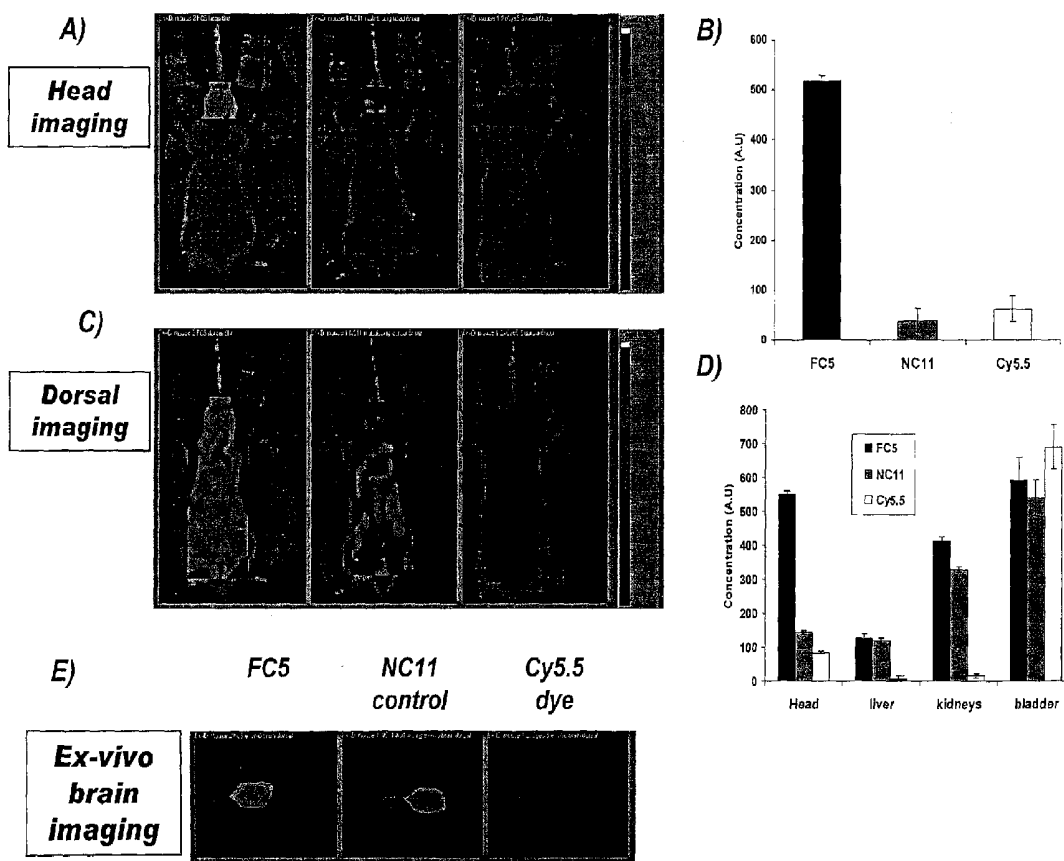 A)
Head
imaging
B)
Concentration (A.U)
600
500
400
300
200
100
0
FC5
NC11
Cy5.5
C)
Dorsal
imaging
D)
Concentration (A.U)
800
700
600
500
400
300
200
100
0
FC5
NC11
Cy5.5
Head
liver
kidneys
bladder
E)
FC5
NC11
control
Cy5.5
dye
Ex-vivo
brain
imaging